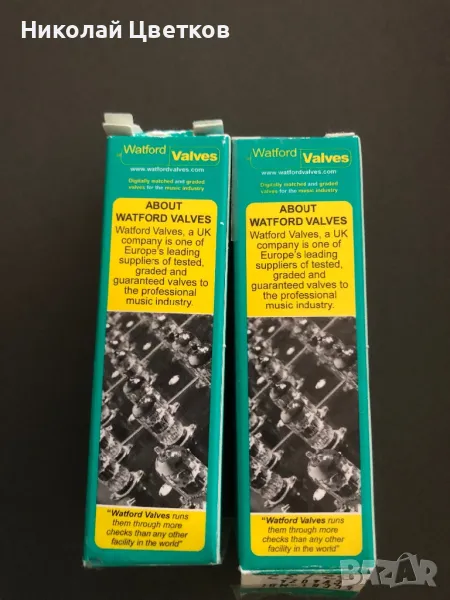 Николай Цветков
Watford Valves
www.watfordvalves.com
Digitally matched and graded
valves for the music industry
ABOUT
WATFORD VALVES
Watford Valves, a UK
company is one of
Europe's leading
suppliers of tested,
graded and
guaranteed valves to
the professional
music industry.
"Watford Valves runs
them through more
checks than any other
facility in the world"
Watford Valves
www.watfordvalves.com
Digitally matched and graded
valves for the music industry
ABOUT
WATFORD VALVES
Watford Valves, a UK
company is one of
Europe's leading
suppliers of tested,
graded and
guaranteed valves to
the professional
music industry.
"Watford Valves runs
them through more
checks than any other
facility in the world"
BAZAR.bg